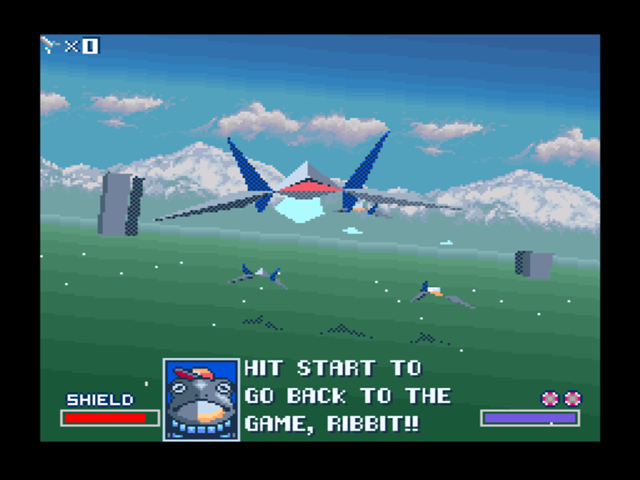 ×0
HIT START TO
GO BACK TO THE
GAME, RIBBIT!!
SHIELD